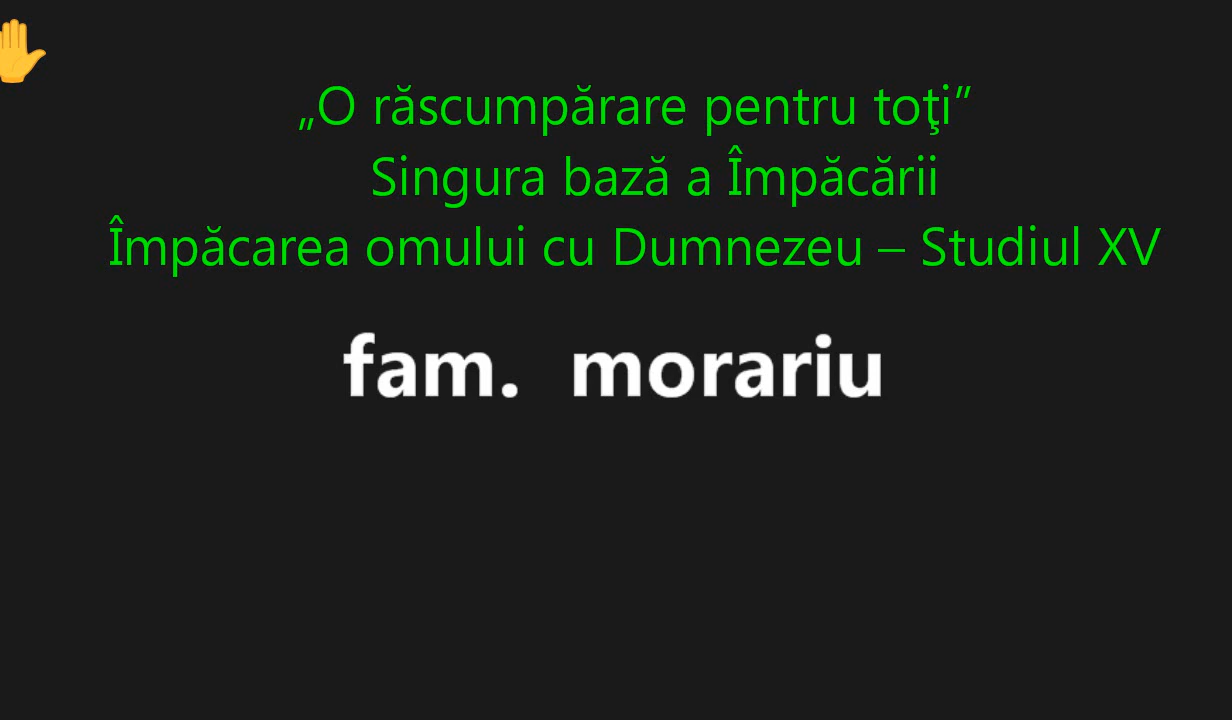 „O răscumpărare pentru toţi”
Singura bază a Împăcării
Împăcarea omului cu Dumnezeu – Studiul XV
fam. morariu